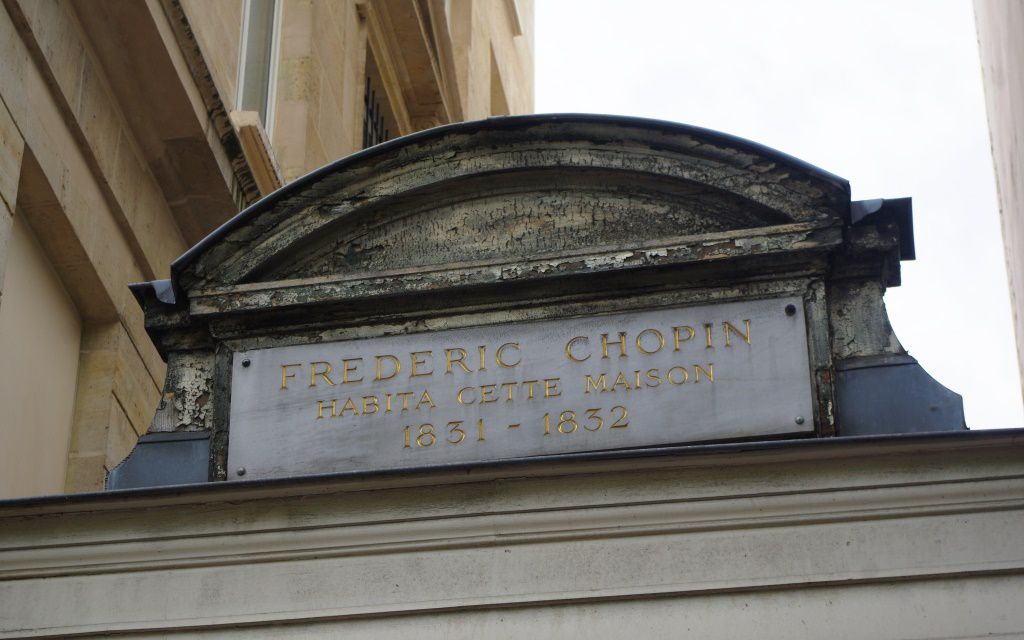 FREDERIC CHOPIN
HABITA CETTE MAISON
1831 - 1832